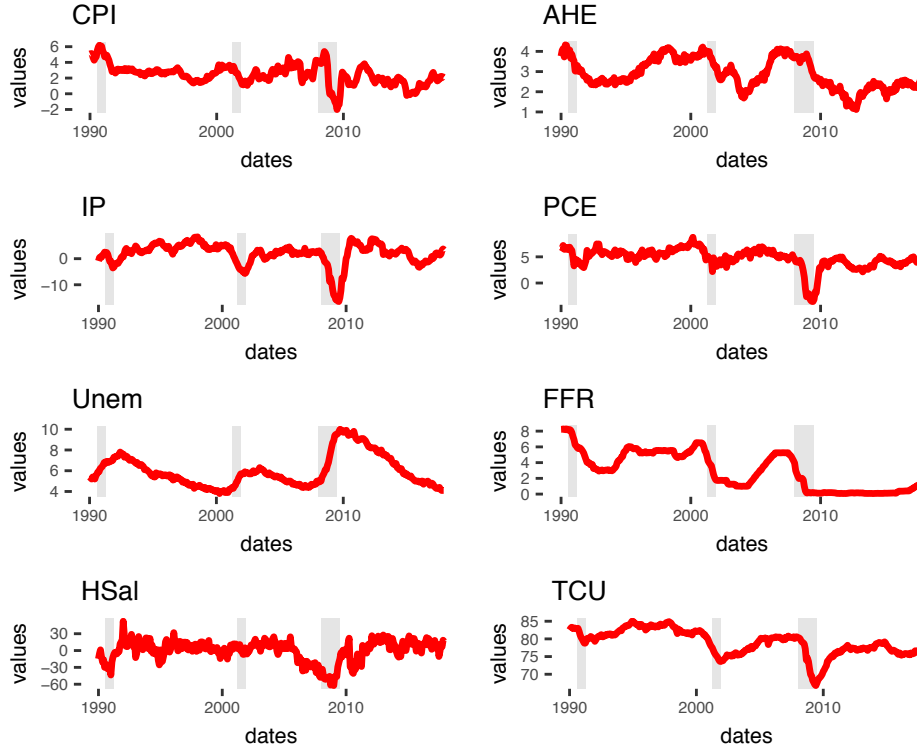 CPI
values
6
4
2
0
−2
1990
2000
2010
dates
AHE
values
4
3
2
1
1990
2000
2010
dates
IP
values
0
−10
1990
2000
2010
dates
PCE
values
5
0
1990
2000
2010
dates
Unem
values
10
8
6
4
1990
2000
2010
dates
FFR
values
8
6
4
2
0
1990
2000
2010
dates
HSal
values
30
0
−30
−60
1990
2000
2010
dates
TCU
values
85
80
75
70
1990
2000
2010
dates